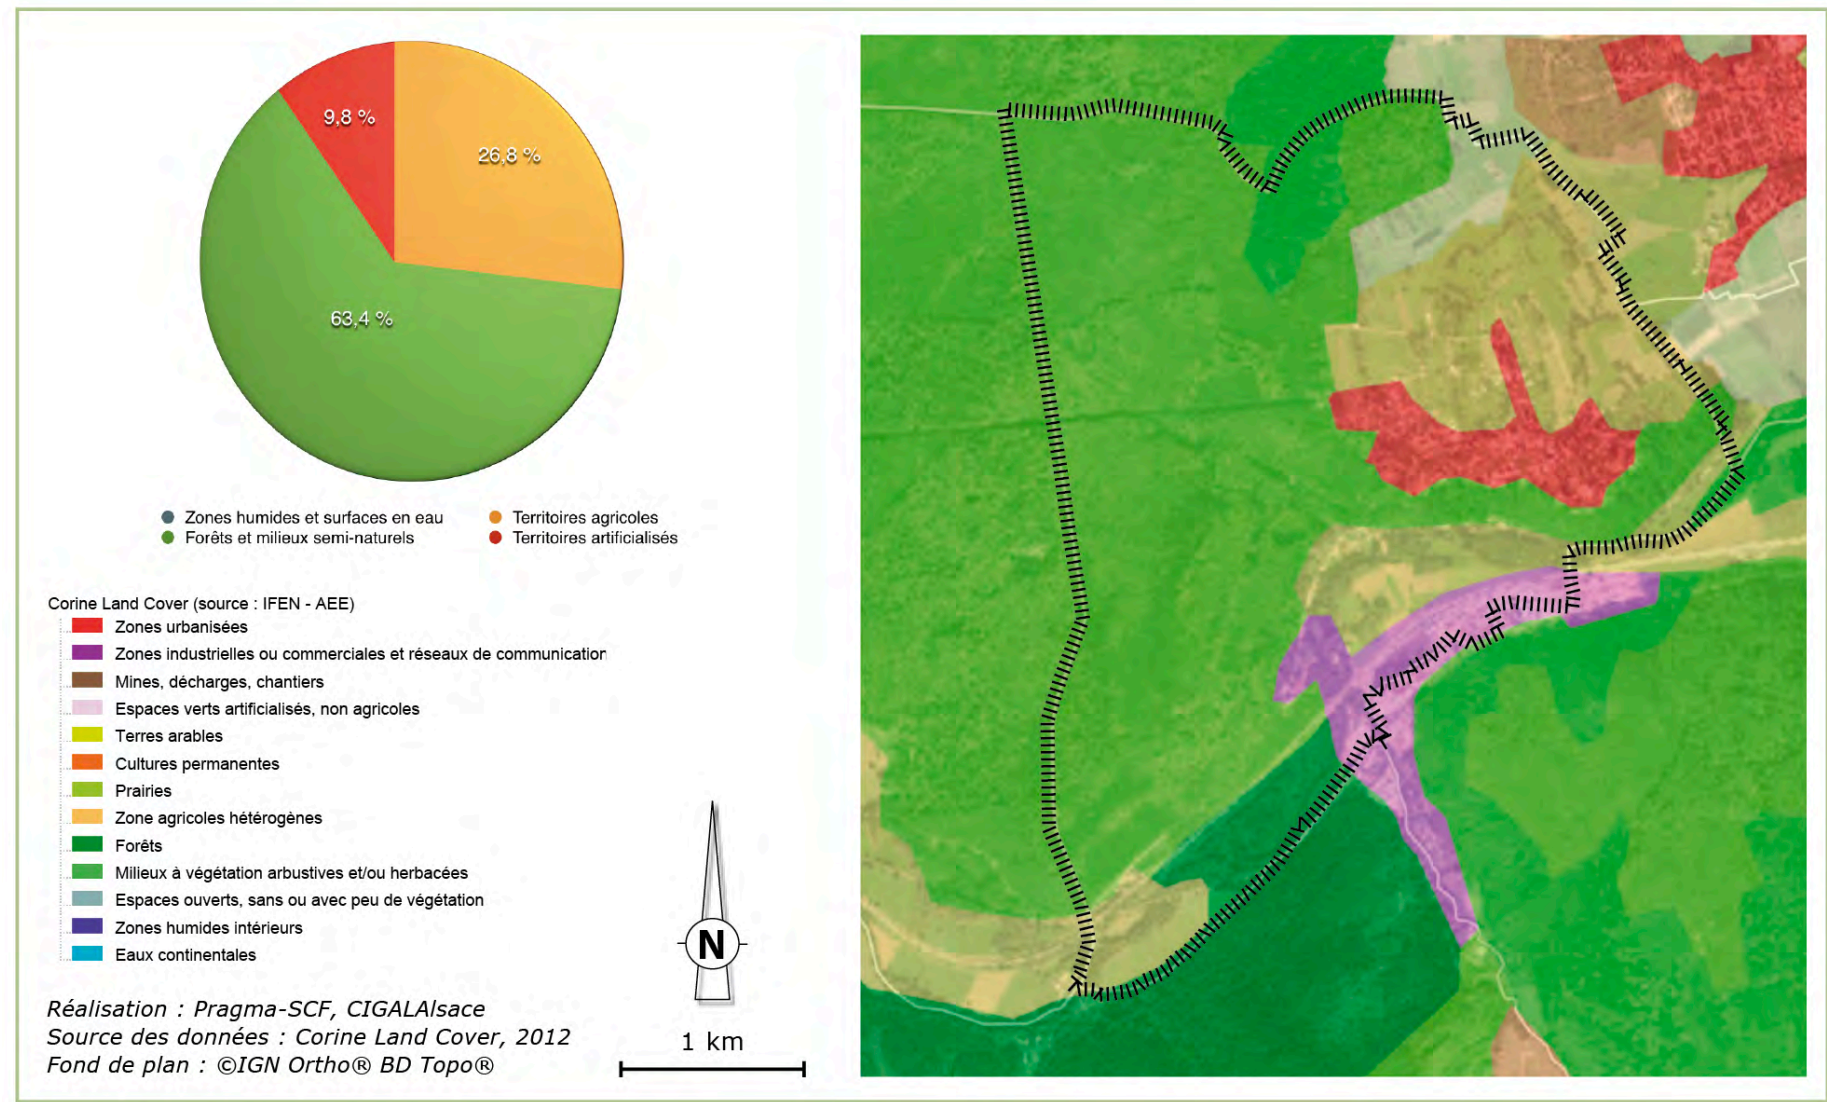 9,8 %
26,8 %
63,4 %
Zones humides et surfaces en eau
Territoires agricoles
Forêts et milieux semi-naturels
Territoires artificialisés
Corine Land Cover (source : IFEN - AEE)
Zones urbanisées
Zones industrielles ou commerciales et réseaux de communication
Mines, décharges, chantiers
Espaces verts artificialisés, non agricoles
Terres arables
Cultures permanentes
Prairies
Zone agricoles hétérogènes
Forêts
Milieux à végétation arbustives et/ou herbacées
Espaces ouverts, sans ou avec peu de végétation
Zones humides intérieurs
Eaux continentales
N
1 km
Réalisation : Pragma-SCF, CIGALAlsace
Source des données : Corine Land Cover, 2012
Fond de plan : ©IGN Ortho® BD Topo®